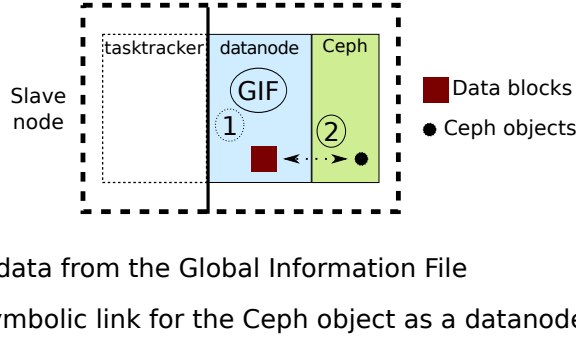 tasktracker datanode Ceph
GIF
Slave
node
1
2
Data blocks
Ceph objects
data from the Global Information File
ymbolic link for the Ceph object as a datanode